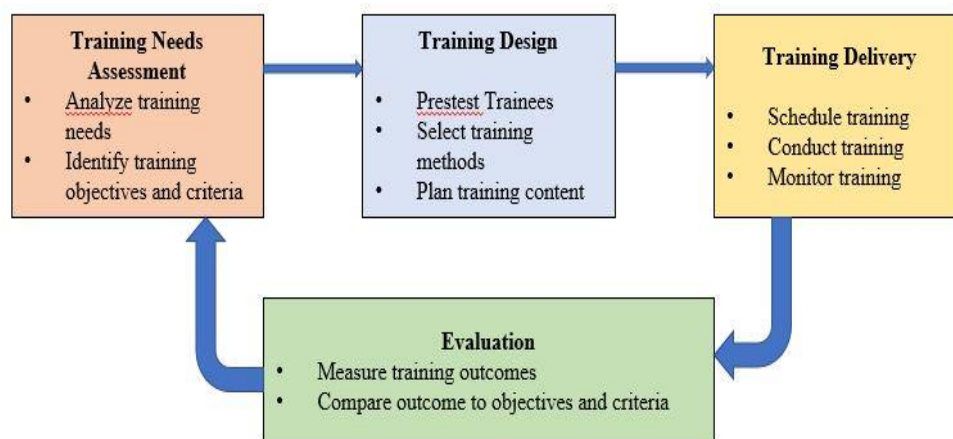 Training Needs
Assessment
• Analyze training
needs
• Identify training
objectives and criteria
Training Design
• Prestest Trainees
• Select training
methods
• Plan training content
Training Delivery
• Schedule training
• Conduct training
• Monitor training
Evaluation
• Measure training outcomes
• Compare outcome to objectives and criteria